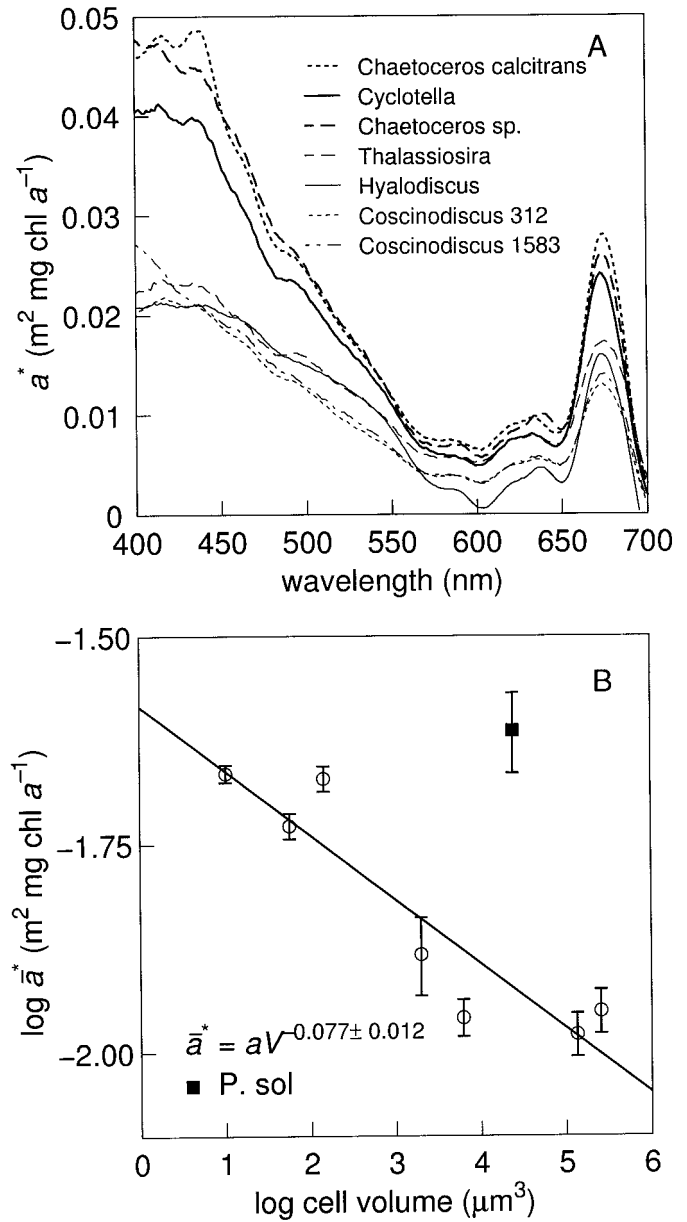 0.05
0.04
0.03
0.02
0.01
0
a* (m² mg chl a⁻¹)
A
Chaetoceros calcitrans
Cyclotella
Chaetoceros sp.
Thalassiosira
Hyalodiscus
Coscinodiscus 312
Coscinodiscus 1583
400 450 500 550 600 650 700
wavelength (nm)
−1.50
−1.75
−2.00
log ā* (m² mg chl a⁻¹)
B
ā* = aV⁻⁰·⁰⁷⁷± ⁰·⁰¹²
■ P. sol
0 1 2 3 4 5 6
log cell volume (μm³)